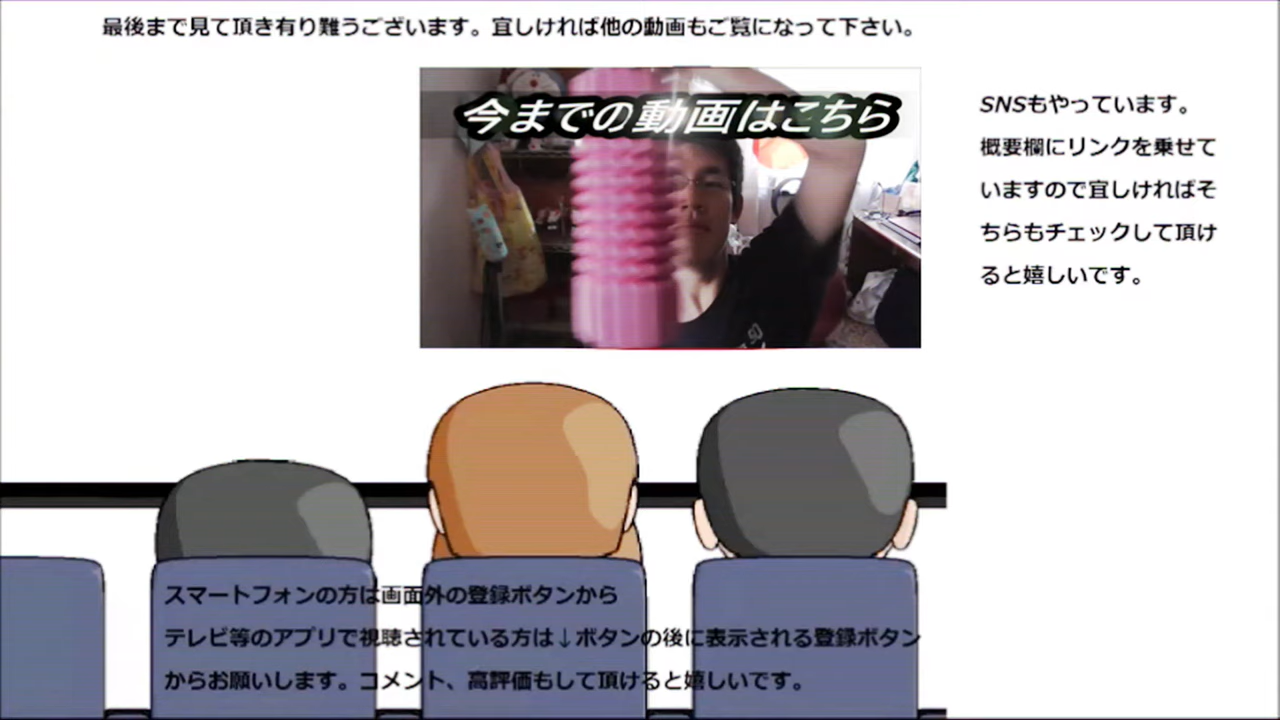 最後まで見て頂き有り難うございます。宜しければ他の動画もご覧になって下さい。
今までの動画はこちら
SNSもやっています。
概要欄にリンクを乗せて
いますので宜しければそ
ちらもチェックして頂け
ると嬉しいです。
スマートフォンの方は画面外の登録ボタンから
テレビ等のアプリで視聴されている方は↓ボタンの後に表示される登録ボタン
からお願いします。コメント、高評価もして頂けると嬉しいです。